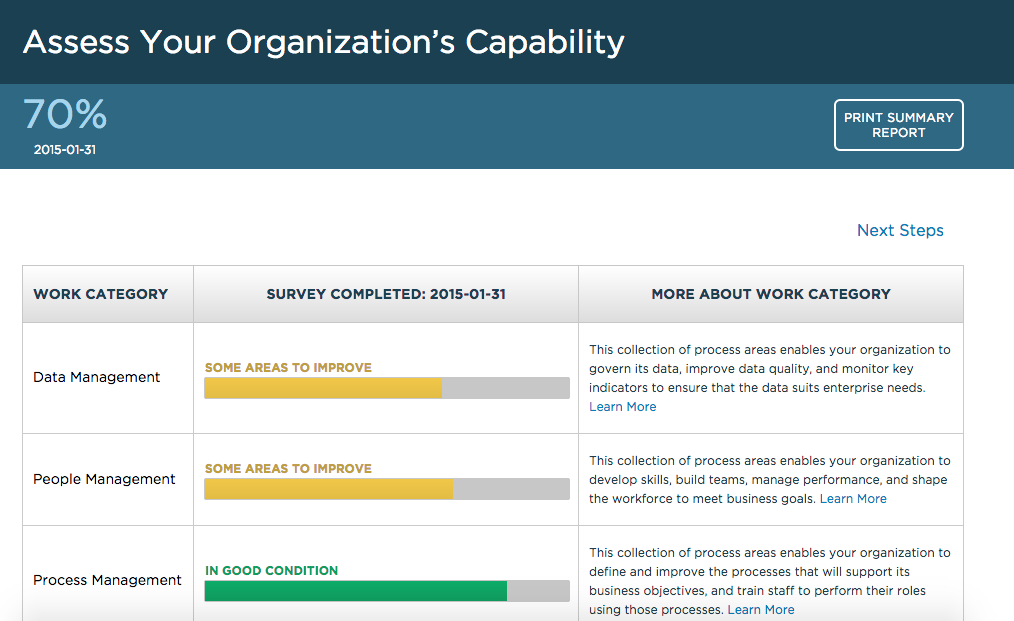 Assess Your Organization's Capability
70%
2015-01-31
PRINT SUMMARY
REPORT
Next Steps
WORK CATEGORY
SURVEY COMPLETED: 2015-01-31
MORE ABOUT WORK CATEGORY
Data Management
SOME AREAS TO IMPROVE
This collection of process areas enables your organization to
govern its data, improve data quality, and monitor key
indicators to ensure that the data suits enterprise needs.
Learn More
People Management
SOME AREAS TO IMPROVE
This collection of process areas enables your organization to
develop skills, build teams, manage performance, and shape
the workforce to meet business goals. Learn More
Process Management
IN GOOD CONDITION
This collection of process areas enables your organization to
define and improve the processes that will support its
business objectives, and train staff to perform their roles
using those processes. Learn More